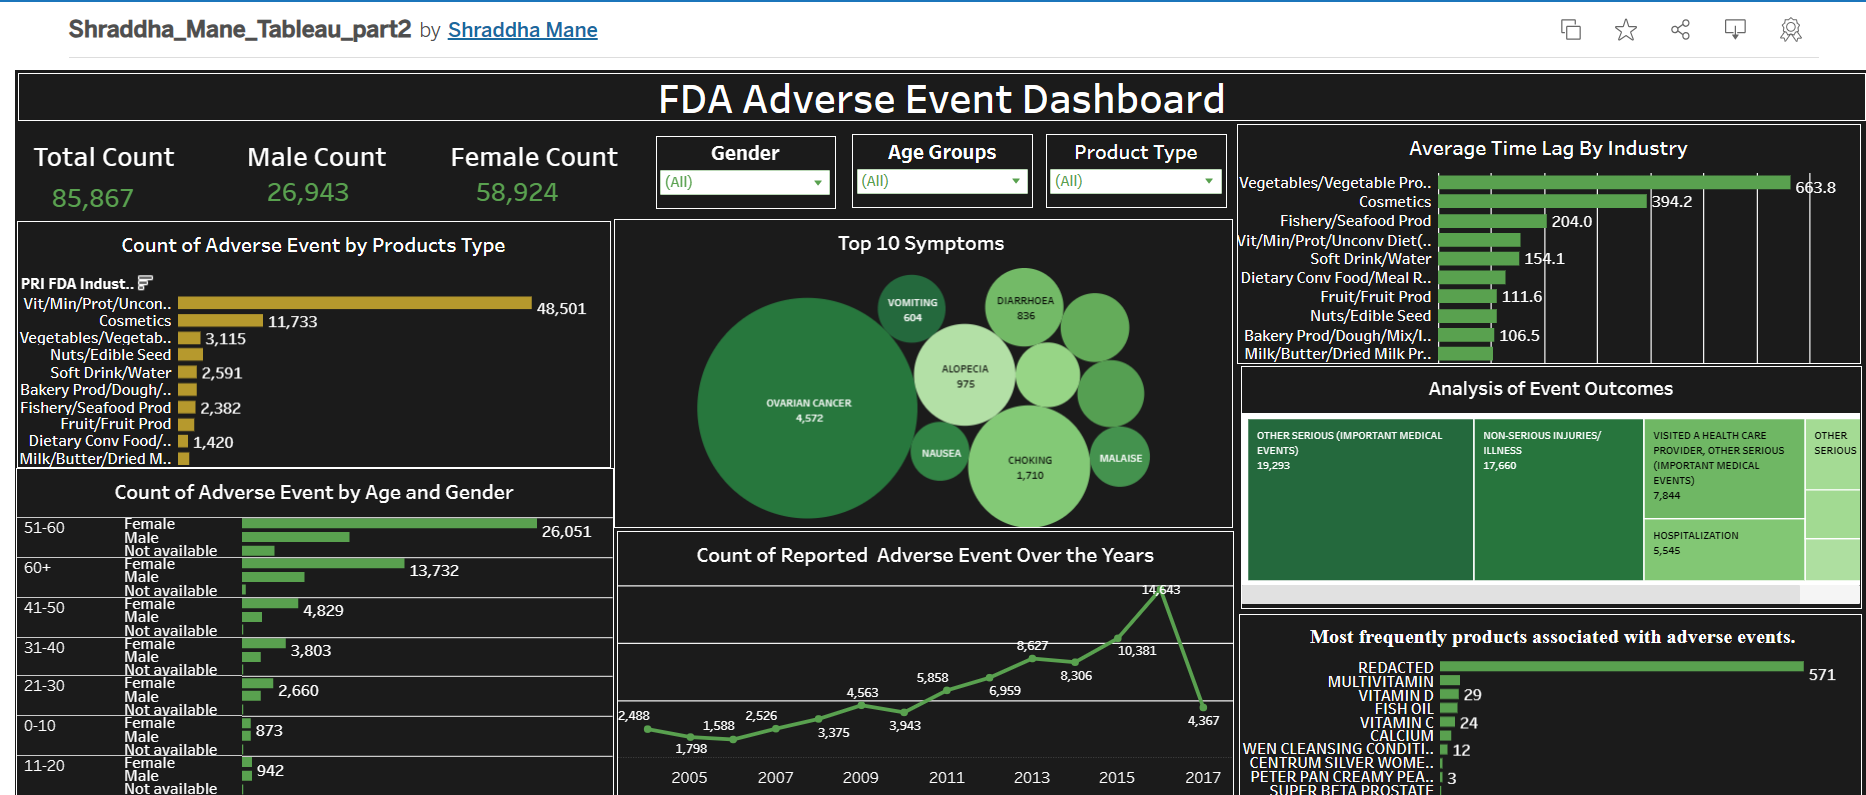 Shraddha_Mane_Tableau_part2 by Shraddha Mane
FDA Adverse Event Dashboard
Total Count
85,867
Male Count
26,943
Female Count
58,924
Gender
(All)
Age Groups
(All)
Product Type
(All)
Average Time Lag By Industry
Vegetables/Vegetable Pro.. 663.8
Cosmetics 394.2
Fishery/Seafood Prod 204.0
Vit/Min/Prot/Unconv Diet(..
Soft Drink/Water 154.1
Dietary Conv Food/Meal R..
Fruit/Fruit Prod 111.6
Nuts/Edible Seed
Bakery Prod/Dough/Mix/I.. 106.5
Milk/Butter/Dried Milk Pr..
Count of Adverse Event by Products Type
PRI FDA Indust..
Vit/Min/Prot/Uncon.. 48,501
Cosmetics 11,733
Vegetables/Vegetab.. 3,115
Nuts/Edible Seed
Soft Drink/Water 2,591
Bakery Prod/Dough/..
Fishery/Seafood Prod 2,382
Fruit/Fruit Prod
Dietary Conv Food/.. 1,420
Milk/Butter/Dried M..
Top 10 Symptoms
VOMITING
604
DIARRHOEA
836
ALOPECIA
975
OVARIAN CANCER
4,572
NAUSEA
CHOKING
1,710
MALAISE
Analysis of Event Outcomes
OTHER SERIOUS (IMPORTANT MEDICAL
EVENTS)
19,293
NON-SERIOUS INJURIES/
ILLNESS
17,660
VISITED A HEALTH CARE
PROVIDER, OTHER SERIOUS
(IMPORTANT MEDICAL
EVENTS)
7,844
HOSPITALIZATION
5,545
OTHER
SERIOUS
Count of Adverse Event by Age and Gender
51-60 Female 26,051
Male
Not available
60+ Female 13,732
Male
Not available
41-50 Female 4,829
Male
Not available
31-40 Female 3,803
Male
Not available
21-30 Female 2,660
Male
Not available
0-10 Female 873
Male
Not available
11-20 Female 942
Male
Not available
Count of Reported Adverse Event Over the Years
2,488
1,798
1,588
2,526
3,375
4,563
3,943
5,858
6,959
8,627
8,306
10,381
14,643
4,367
2005 2007 2009 2011 2013 2015 2017
Most frequently products associated with adverse events.
REDACTED 571
MULTIVITAMIN
VITAMIN D 29
FISH OIL
VITAMIN C 24
CALCIUM
WEN CLEANSING CONDITI.. 12
CENTRUM SILVER WOME..
PETER PAN CREAMY PEA.. 3
SUPER BETA PROSTATE